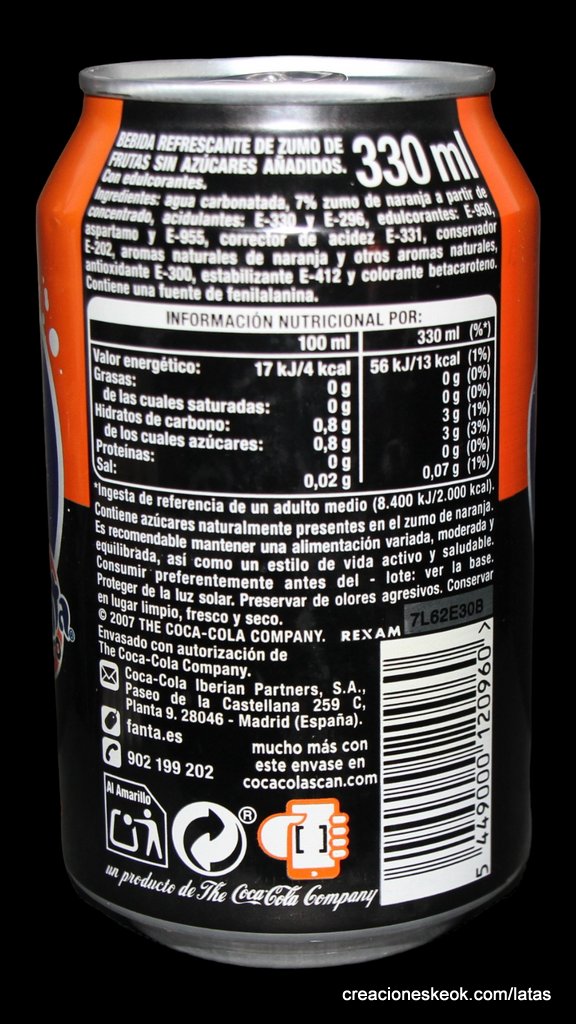 BEBIDA REFRESCANTE DE ZUMO DE
FRUTAS SIN AZÚCARES AÑADIDOS.
Con edulcorantes.
330 ml
Ingredientes: agua carbonatada, 7% zumo de naranja a partir de
concentrado, acidulantes: E-330 y E-296, edulcorantes: E-950,
aspartamo y E-955, corrector de acidez E-331, conservador
E-202, aromas naturales de naranja y otros aromas naturales,
antioxidante E-300, estabilizante E-412 y colorante betacaroteno.
Contiene una fuente de fenilalanina.
INFORMACIÓN NUTRICIONAL POR:
100 ml 330 ml (%*)
Valor energético: 17 kJ/4 kcal 56 kJ/13 kcal (1%)
Grasas: 0 g 0 g (0%)
de las cuales saturadas: 0 g 0 g (0%)
Hidratos de carbono: 0,8 g 3 g (1%)
de los cuales azúcares: 0,8 g 3 g (3%)
Proteínas: 0 g 0 g (0%)
Sal: 0,02 g 0,07 g (1%)
*Ingesta de referencia de un adulto medio (8.400 kJ/2.000 kcal).
Contiene azúcares naturalmente presentes en el zumo de naranja.
Es recomendable mantener una alimentación variada, moderada y
equilibrada, así como un estilo de vida activo y saludable.
Consumir preferentemente antes del - lote: ver la base.
Proteger de la luz solar. Preservar de olores agresivos. Conservar
en lugar limpio, fresco y seco.
7L62E30B
© 2007 THE COCA-COLA COMPANY. REXAM
Envasado con autorización de
The Coca-Cola Company.
Coca-Cola Iberian Partners, S.A.,
Paseo de la Castellana 259 C,
Planta 9. 28046 - Madrid (España).
fanta.es
902 199 202
mucho más con
este envase en
cocacolascan.com
Al Amarillo
®
[ ]
un producto de The Coca-Cola Company
5 449000 120960 >
creacioneskeok.com/latas